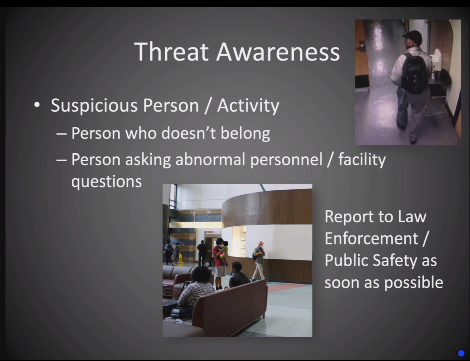 Threat Awareness
• Suspicious Person / Activity
– Person who doesn't belong
– Person asking abnormal personnel / facility
questions
Report to Law
Enforcement /
Public Safety as
soon as possible